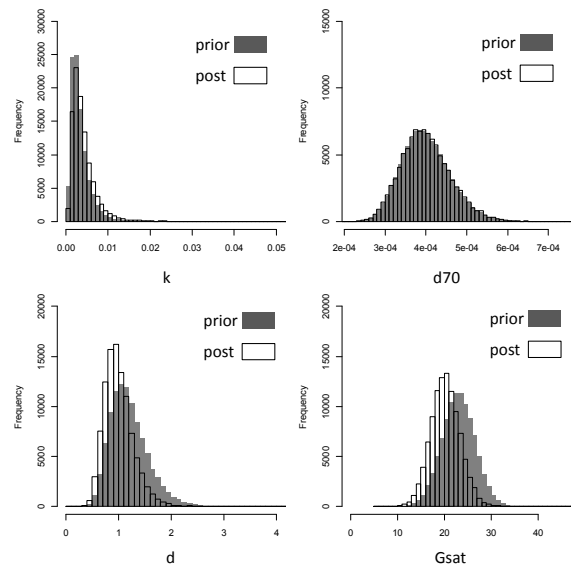 prior
post
Frequency
0 5000 10000 15000 20000 25000 30000
0.00 0.01 0.02 0.03 0.04 0.05
k
prior
post
Frequency
0 5000 10000 15000
2e-04 3e-04 4e-04 5e-04 6e-04 7e-04
d70
prior
post
Frequency
0 5000 10000 15000 20000
0 1 2 3 4
d
prior
post
Frequency
0 5000 10000 15000 20000
0 10 20 30 40
Gsat